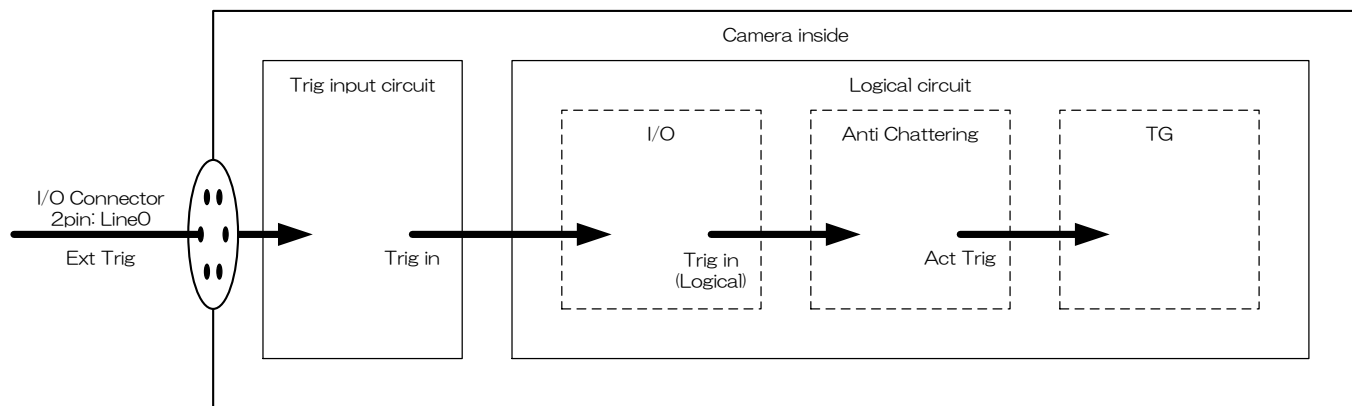 Camera inside
Trig input circuit
Logical circuit
I/O
Anti Chattering
TG
I/O Connector
2pin: Line0
Ext Trig
Trig in
Trig in
(Logical)
Act Trig